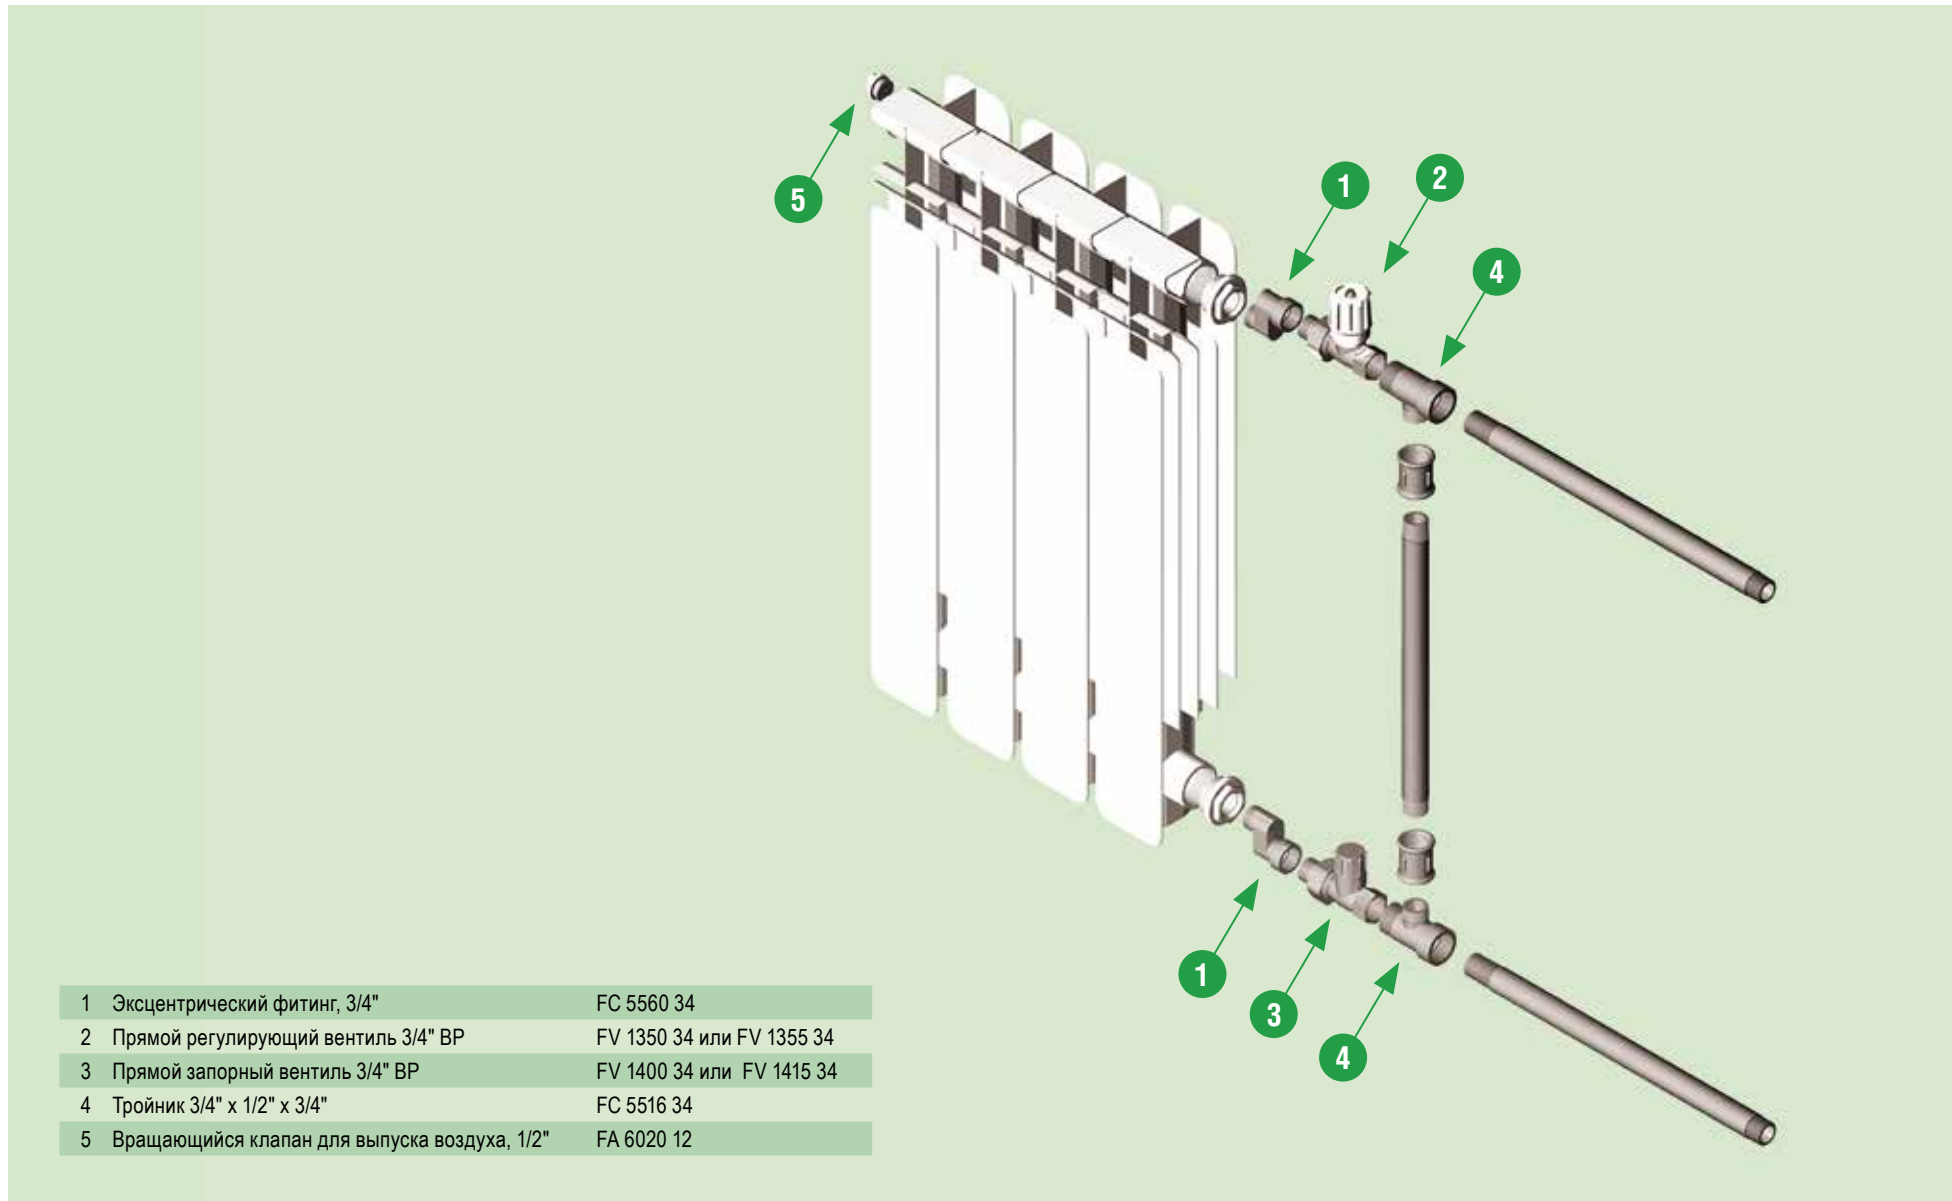 5
1
2
4
1
3
4
1 Эксцентрический фитинг, 3/4" FC 5560 34
2 Прямой регулирующий вентиль 3/4" ВР FV 1350 34 или FV 1355 34
3 Прямой запорный вентиль 3/4" ВР FV 1400 34 или FV 1415 34
4 Тройник 3/4" x 1/2" x 3/4" FC 5516 34
5 Вращающийся клапан для выпуска воздуха, 1/2" FA 6020 12